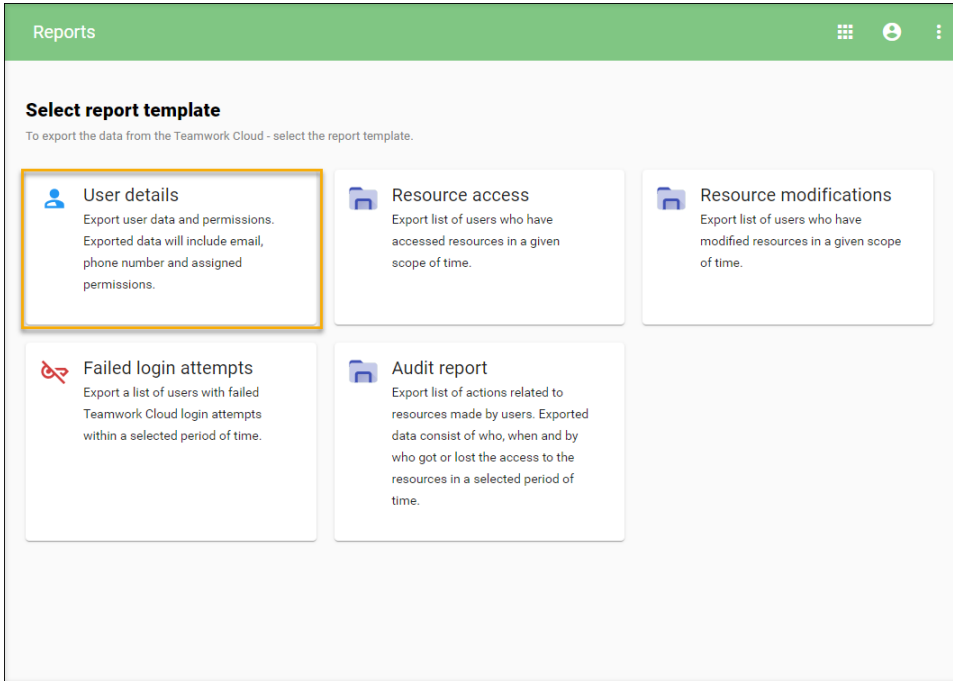 Reports
Select report template
To export the data from the Teamwork Cloud - select the report template.
User details
Export user data and permissions.
Exported data will include email,
phone number and assigned
permissions.
Resource access
Export list of users who have
accessed resources in a given
scope of time.
Resource modifications
Export list of users who have
modified resources in a given scope
of time.
Failed login attempts
Export a list of users with failed
Teamwork Cloud login attempts
within a selected period of time.
Audit report
Export list of actions related to
resources made by users. Exported
data consist of who, when and by
who got or lost the access to the
resources in a selected period of
time.